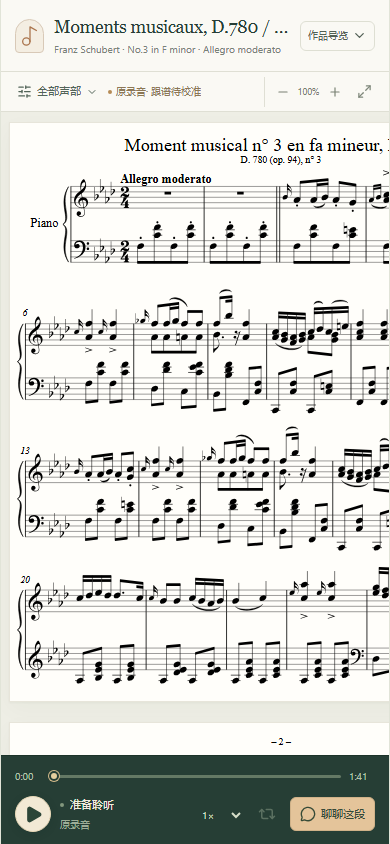 Moments musicaux, D.780 / ...
Franz Schubert · No.3 in F minor · Allegro moderato
作品导览
全部声部
原录音· 跟谱待校准
100%
Moment musical n° 3 en fa mineur,
D. 780 (op. 94), n° 3
Allegro moderato
Piano
6
13
20
– 2 –
0:00
1:41
准备聆听
原录音
1×
聊聊这段